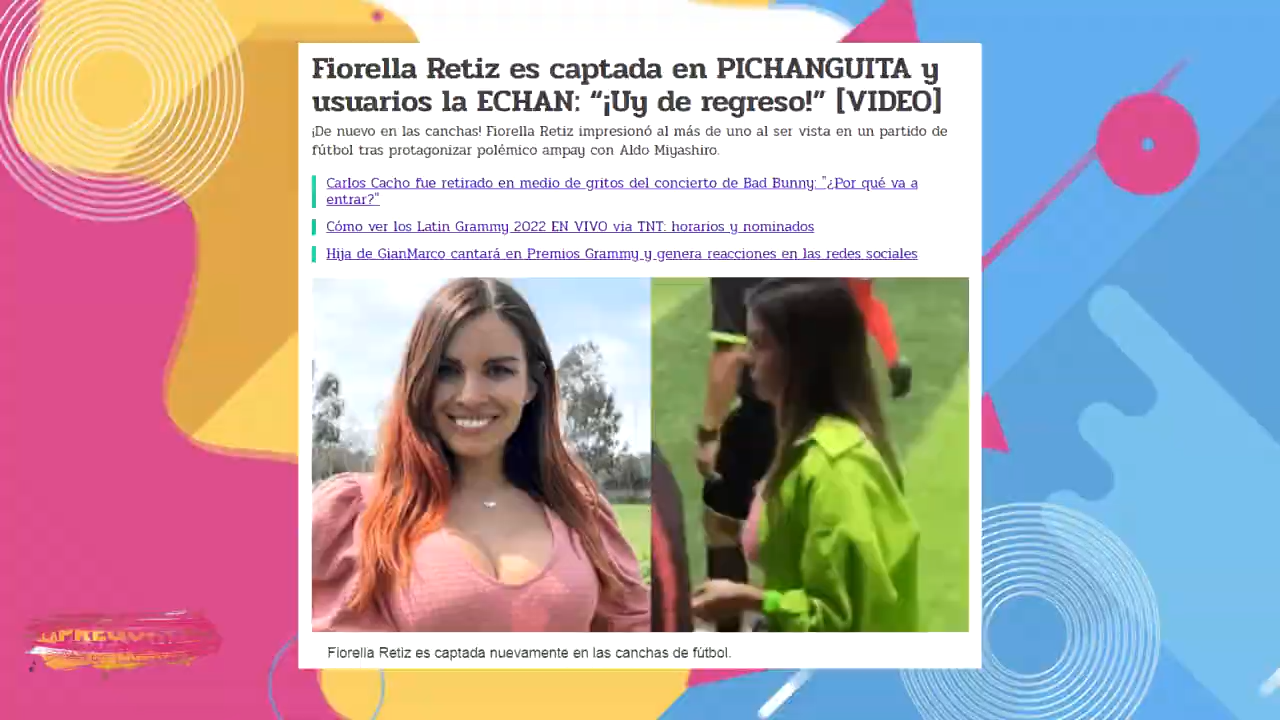 Fiorella Retiz es captada en PICHANGUITA y
usuarios la ECHAN: “¡Uy de regreso!” [VIDEO]
¡De nuevo en las canchas! Fiorella Retiz impresionó al más de uno al ser vista en un partido de
fútbol tras protagonizar polémico ampay con Aldo Miyashiro.
Carlos Cacho fue retirado en medio de gritos del concierto de Bad Bunny: "¿Por qué va a
entrar?"
Cómo ver los Latin Grammy 2022 EN VIVO vía TNT: horarios y nominados
Hija de GianMarco cantará en Premios Grammy y genera reacciones en las redes sociales
Fiorella Retiz es captada nuevamente en las canchas de fútbol.